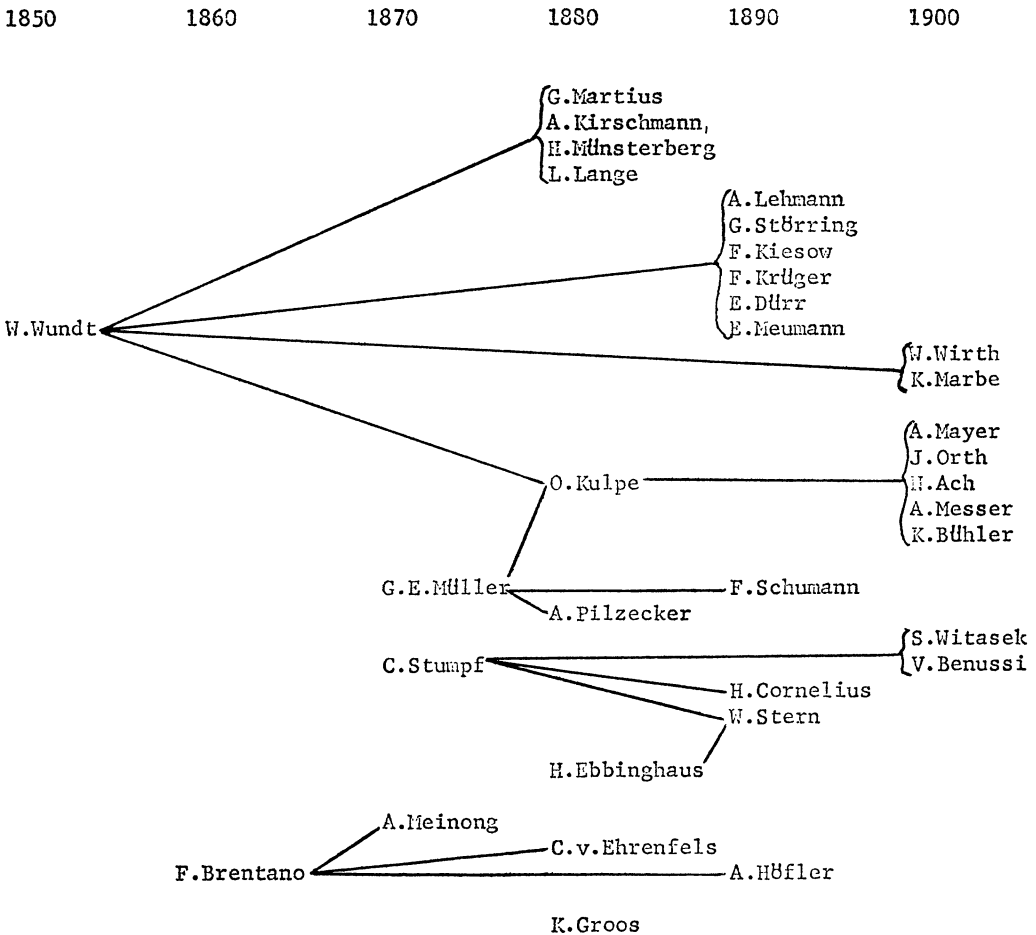 1850 1860 1870 1880 1890 1900
G.Martius
A.Kirschmann,
H.Münsterberg
L.Lange
A.Lehmann
G.Störring
F.Kiesow
F.Krüger
E.Dürr
E.Meumann
W.Wundt
W.Wirth
K.Marbe
A.Mayer
J.Orth
O.Kulpe N.Ach
A.Messer
K.Bühler
G.E.Müller F.Schumann
A.Pilzecker
S.Witasek
C.Stumpf V.Benussi
H.Cornelius
W.Stern
H.Ebbinghaus
A.Meinong
C.v.Ehrenfels
F.Brentano A.Höfler
K.Groos